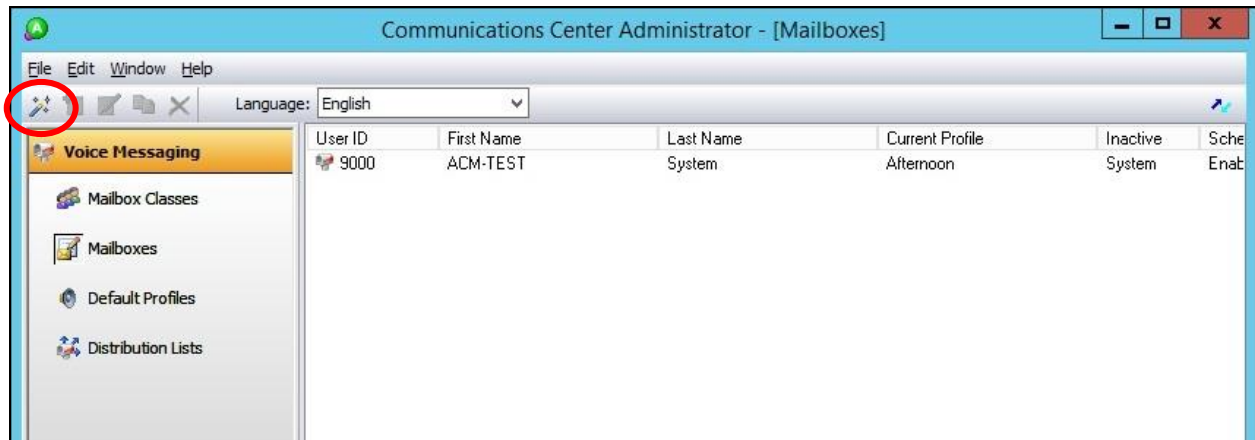 Communications Center Administrator - [Mailboxes]
File Edit Window Help
Language: English
Voice Messaging
Mailbox Classes
Mailboxes
Default Profiles
Distribution Lists
User ID First Name Last Name Current Profile Inactive Sche
9000 ACM-TEST System Afternoon System Enab